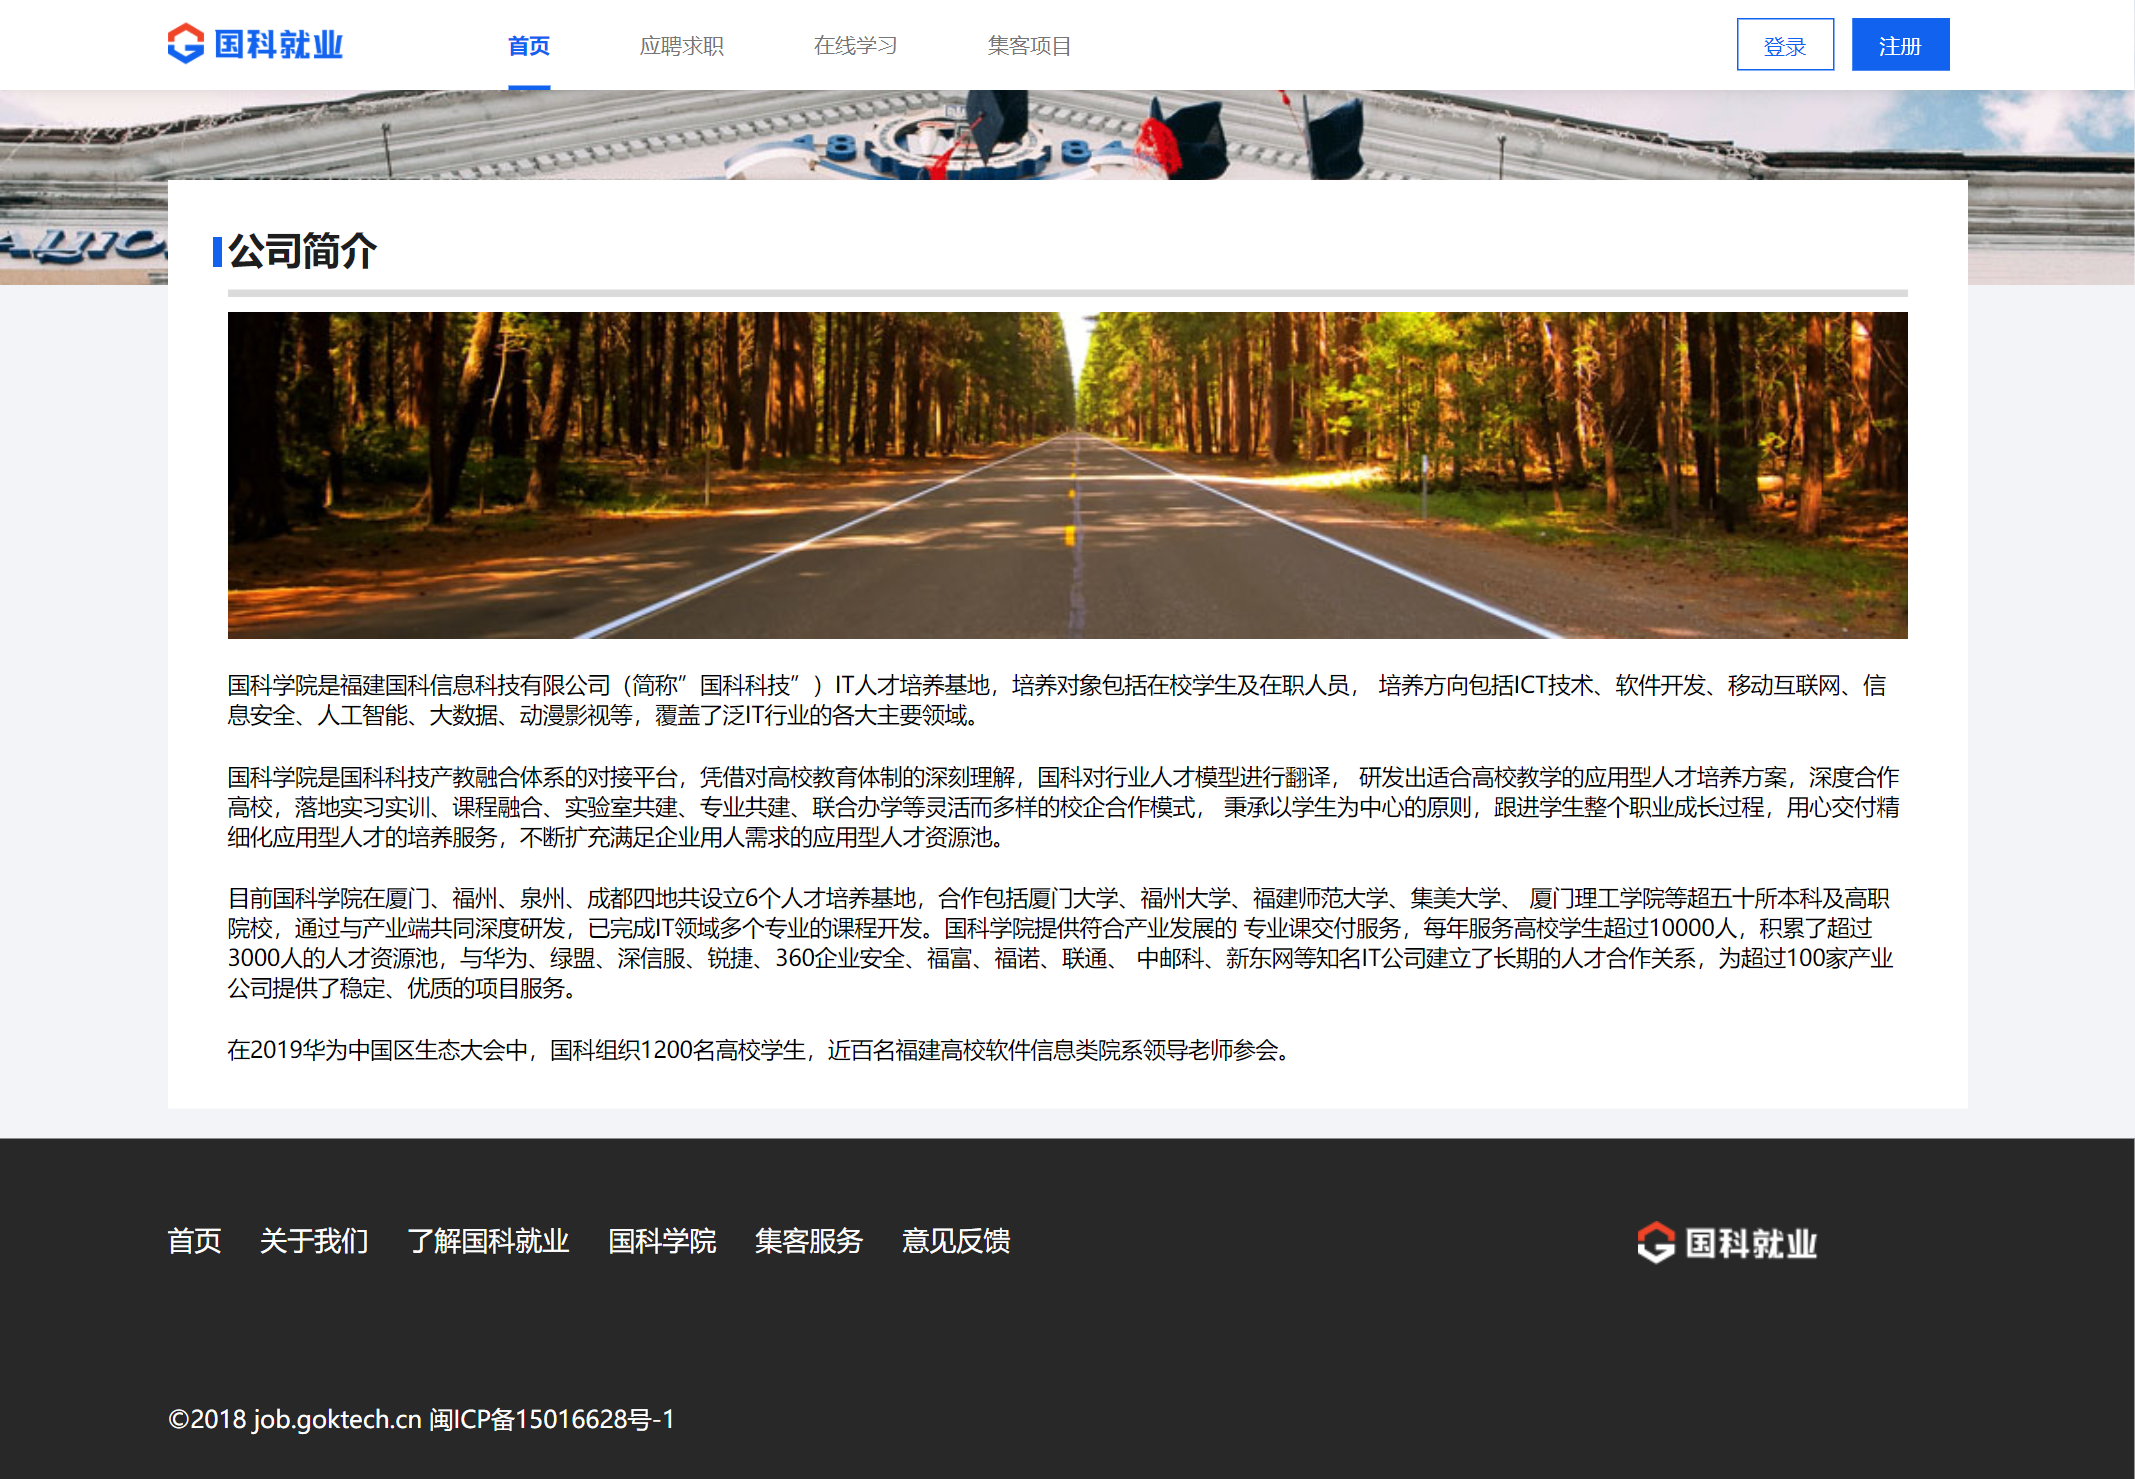 国科就业
首页
应聘求职
在线学习
集客项目
登录
注册
公司简介
国科学院是福建国科信息科技有限公司（简称”国科科技”）IT人才培养基地，培养对象包括在校学生及在职人员， 培养方向包括ICT技术、软件开发、移动互联网、信
息安全、人工智能、大数据、动漫影视等，覆盖了泛IT行业的各大主要领域。
国科学院是国科科技产教融合体系的对接平台，凭借对高校教育体制的深刻理解，国科对行业人才模型进行翻译， 研发出适合高校教学的应用型人才培养方案，深度合作
高校，落地实习实训、课程融合、实验室共建、专业共建、联合办学等灵活而多样的校企合作模式， 秉承以学生为中心的原则，跟进学生整个职业成长过程，用心交付精
细化应用型人才的培养服务，不断扩充满足企业用人需求的应用型人才资源池。
目前国科学院在厦门、福州、泉州、成都四地共设立6个人才培养基地，合作包括厦门大学、福州大学、福建师范大学、集美大学、 厦门理工学院等超五十所本科及高职
院校，通过与产业端共同深度研发，已完成IT领域多个专业的课程开发。国科学院提供符合产业发展的 专业课交付服务，每年服务高校学生超过10000人，积累了超过
3000人的人才资源池，与华为、绿盟、深信服、锐捷、360企业安全、福富、福诺、联通、 中邮科、新东网等知名IT公司建立了长期的人才合作关系，为超过100家产业
公司提供了稳定、优质的项目服务。
在2019华为中国区生态大会中，国科组织1200名高校学生，近百名福建高校软件信息类院系领导老师参会。
首页
关于我们
了解国科就业
国科学院
集客服务
意见反馈
国科就业
©2018 job.goktech.cn 闽ICP备15016628号-1